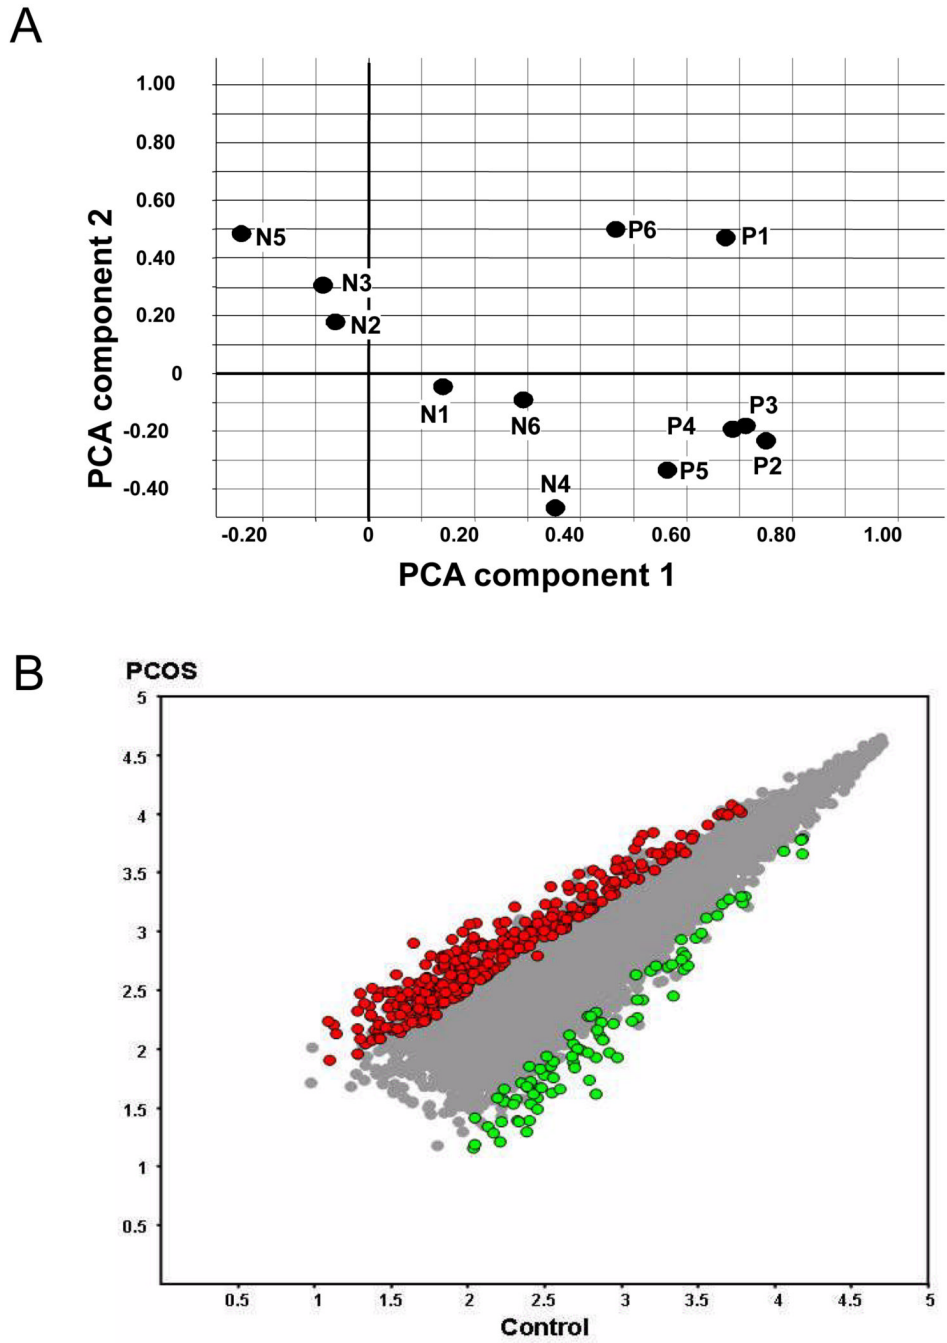 A
1.00
0.80
0.60
0.40
0.20
0
-0.20
-0.40
PCA component 2
N5
N3
N2
P6
P1
N1
N6
P3
P4
P2
P5
N4
-0.20 0 0.20 0.40 0.60 0.80 1.00
PCA component 1
B
PCOS
5
4.5
4
3.5
3
2.5
2
1.5
1
0.5
0.5 1 1.5 2 2.5 3 3.5 4 4.5 5
Control